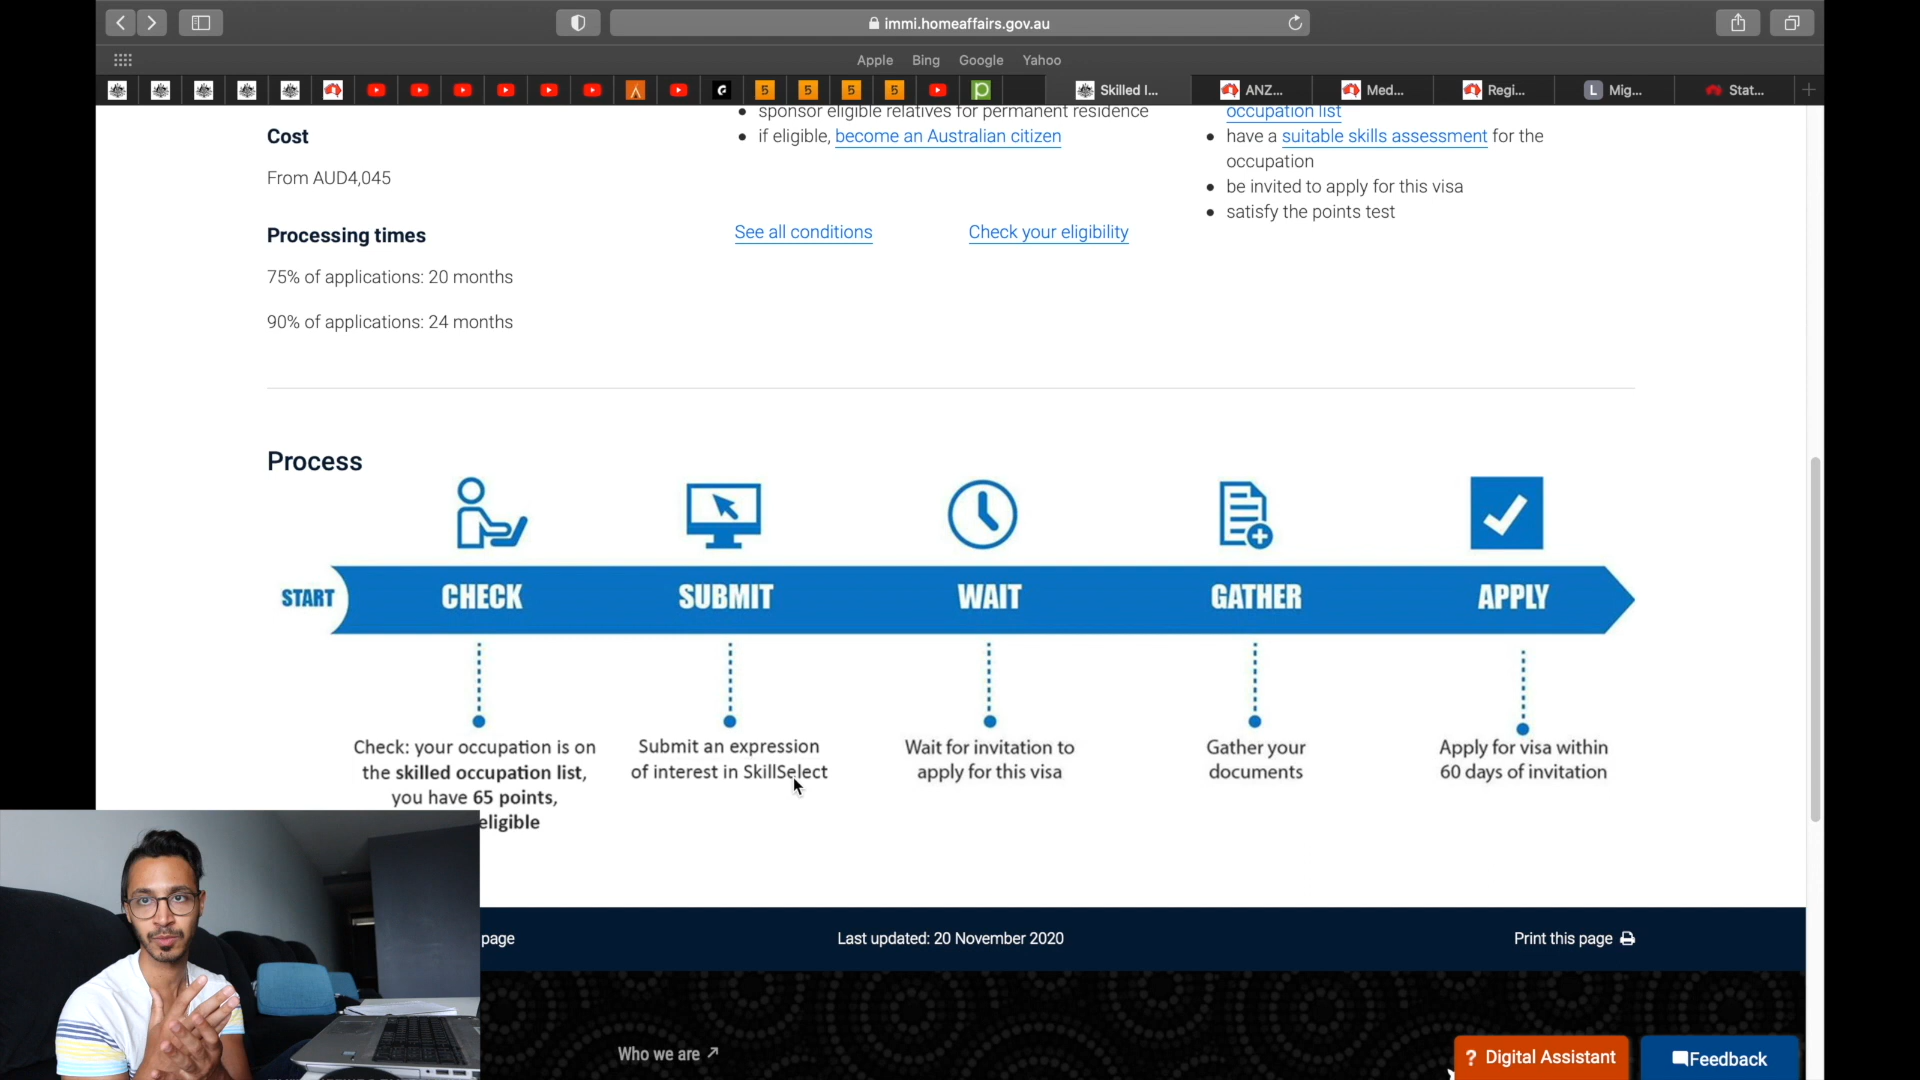 immi.homeaffairs.gov.au
Apple Bing Google Yahoo
5 5 5 5 Skilled I... ANZ... Med... Regi... L Mig... Stat...
Cost
From AUD4,045
Processing times
75% of applications: 20 months
90% of applications: 24 months
sponsor eligible relatives for permanent residence
if eligible, become an Australian citizen
See all conditions Check your eligibility
occupation list
have a suitable skills assessment for the
occupation
be invited to apply for this visa
satisfy the points test
Process
START CHECK SUBMIT WAIT GATHER APPLY
Check: your occupation is on
the skilled occupation list,
you have 65 points,
eligible
Submit an expression
of interest in SkillSelect
Wait for invitation to
apply for this visa
Gather your
documents
Apply for visa within
60 days of invitation
page Last updated: 20 November 2020 Print this page
Who we are
? Digital Assistant Feedback